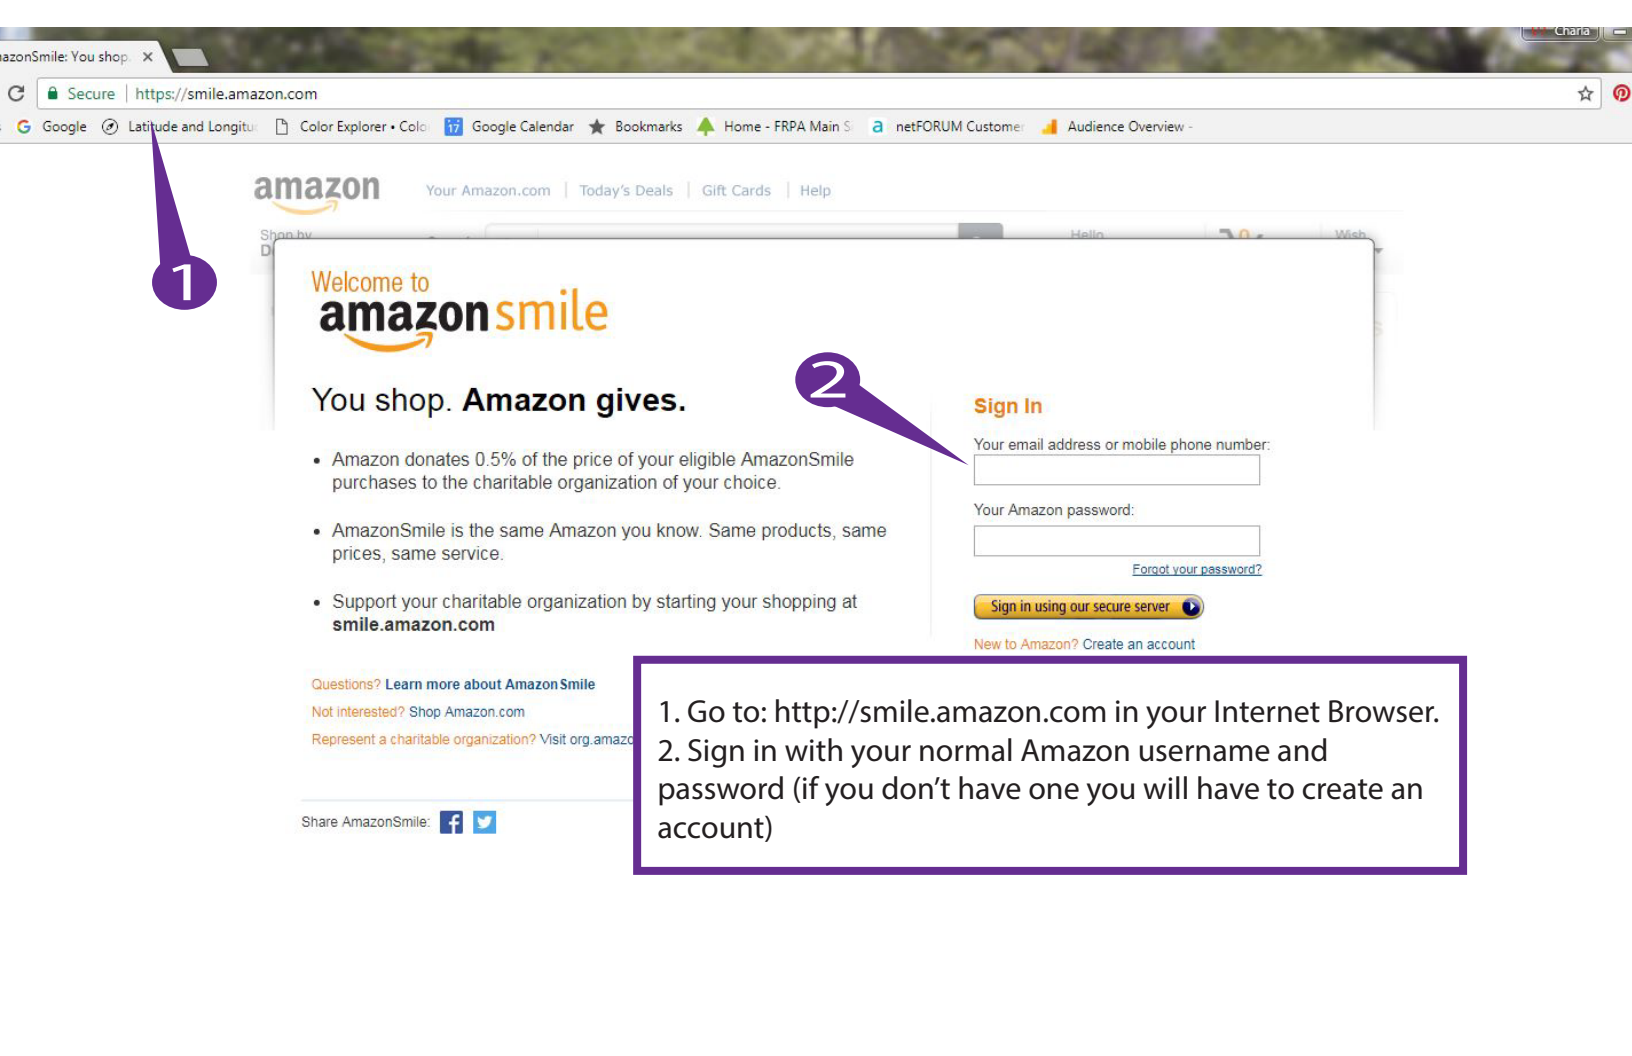 Charla
AmazonSmile: You shop
Secure | https://smile.amazon.com
Google Latitude and Longitu Color Explorer • Colo 17 Google Calendar Bookmarks Home - FRPA Main S a netFORUM Customer Audience Overview -
amazon Your Amazon.com | Today's Deals | Gift Cards | Help
Shop by Hello 0 Wish
1
Welcome to
amazonsmile
2
You shop. Amazon gives.
• Amazon donates 0.5% of the price of your eligible AmazonSmile
purchases to the charitable organization of your choice.
• AmazonSmile is the same Amazon you know. Same products, same
prices, same service.
• Support your charitable organization by starting your shopping at
smile.amazon.com
Sign In
Your email address or mobile phone number:
Your Amazon password:
Forgot your password?
Sign in using our secure server
New to Amazon? Create an account
Questions? Learn more about AmazonSmile
Not interested? Shop Amazon.com
Represent a charitable organization? Visit org.amazo
Share AmazonSmile:
1. Go to: http://smile.amazon.com in your Internet Browser.
2. Sign in with your normal Amazon username and
password (if you don’t have one you will have to create an
account)